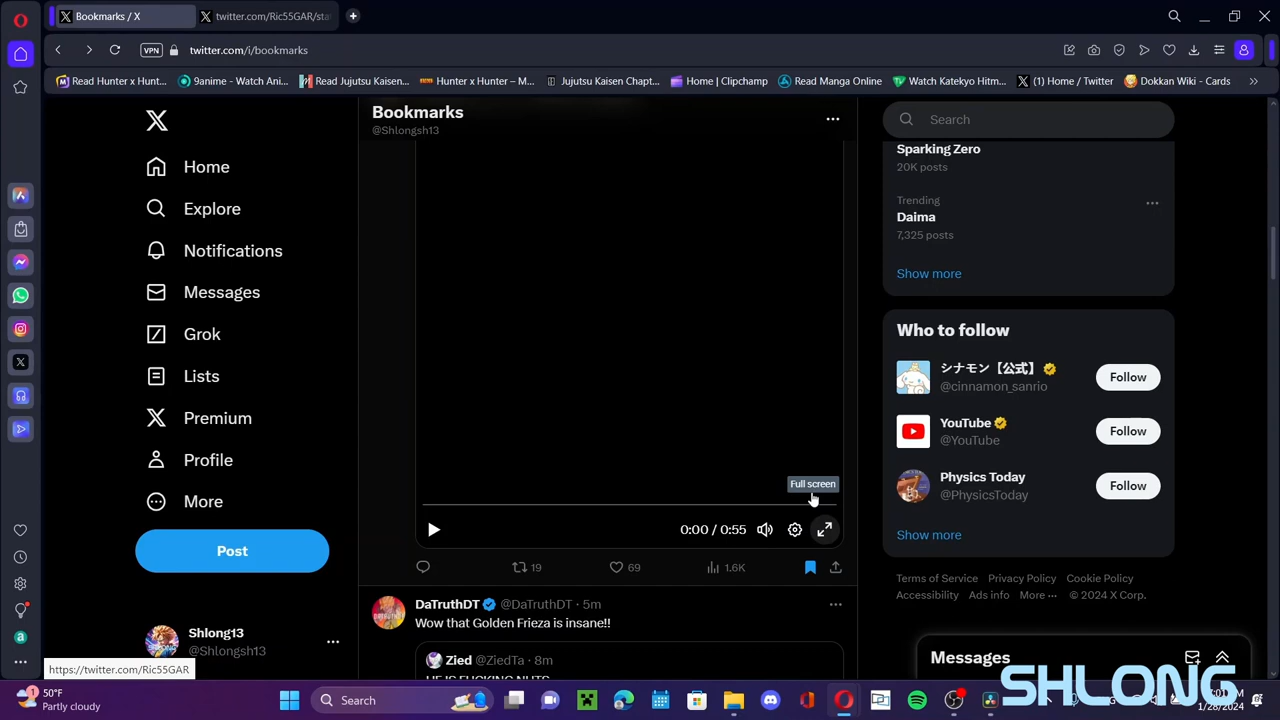 Bookmarks / X
twitter.com/Ric55GAR/sta
VPN
twitter.com/i/bookmarks
Read Hunter x Hunt...
9anime - Watch Ani...
Read Jujutsu Kaisen...
Hunter x Hunter – M...
Jujutsu Kaisen Chapt...
Home | Clipchamp
Read Manga Online
Watch Katekyo Hitm...
(1) Home / Twitter
Dokkan Wiki - Cards
Home
Explore
Notifications
Messages
Grok
Lists
Premium
Profile
More
Post
Shlong13
@Shlongsh13
https://twitter.com/Ric55GAR
Bookmarks
@Shlongsh13
Full screen
0:00 / 0:55
19
69
1.6K
DaTruthDT @DaTruthDT · 5m
Wow that Golden Frieza is insane!!
Zied @ZiedTa · 8m
HE IS FUCKING NUTS
Search
Sparking Zero
20K posts
Trending
Daima
7,325 posts
Show more
Who to follow
シナモン【公式】
@cinnamon_sanrio
Follow
YouTube
@YouTube
Follow
Physics Today
@PhysicsToday
Follow
Show more
Terms of Service Privacy Policy Cookie Policy
Accessibility Ads info More ··· © 2024 X Corp.
Messages
SHLONG
1
50°F
Partly cloudy
Search
1/28/2024